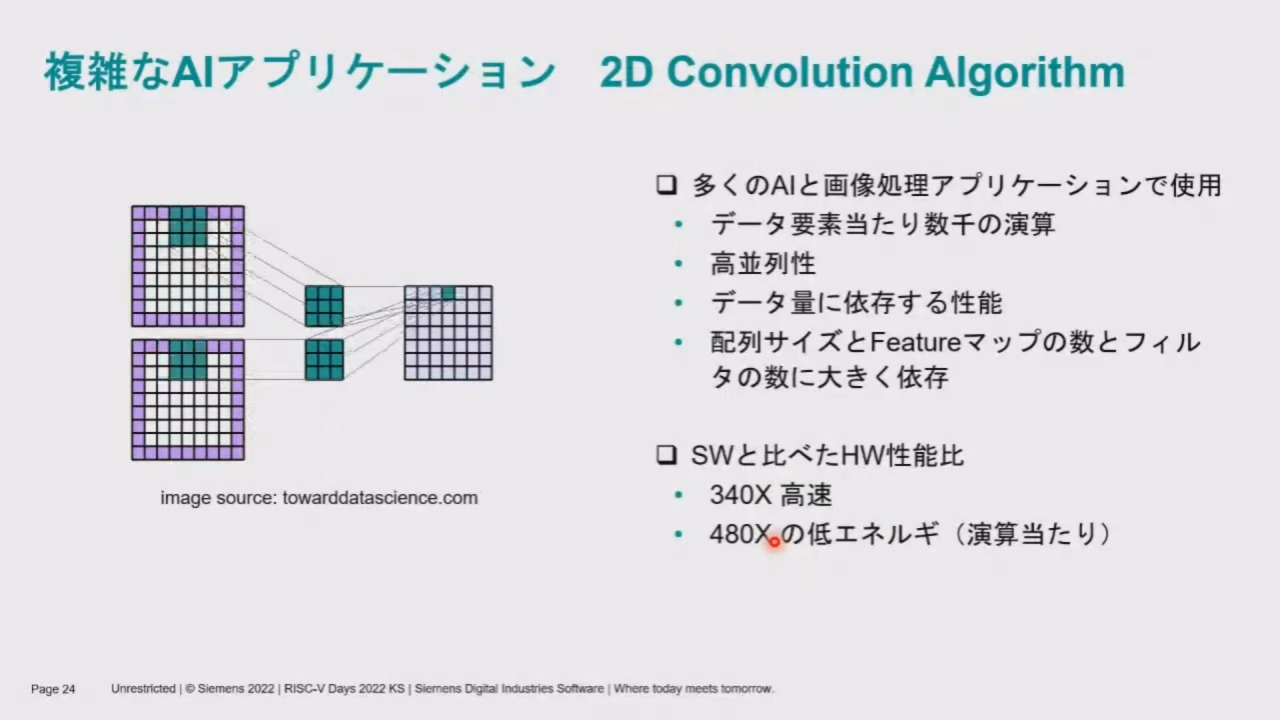 複雑なAIアプリケーション 2D Convolution Algorithm
❑ 多くのAIと画像処理アプリケーションで使用
• データ要素当たり数千の演算
• 高並列性
• データ量に依存する性能
• 配列サイズとFeatureマップの数とフィル
タの数に大きく依存
❑ SWと比べたHW性能比
• 340X 高速
• 480X の低エネルギ（演算当たり）
image source: towarddatascience.com
Page 24 Unrestricted | © Siemens 2022 | RISC-V Days 2022 KS | Siemens Digital Industries Software | Where today meets tomorrow.